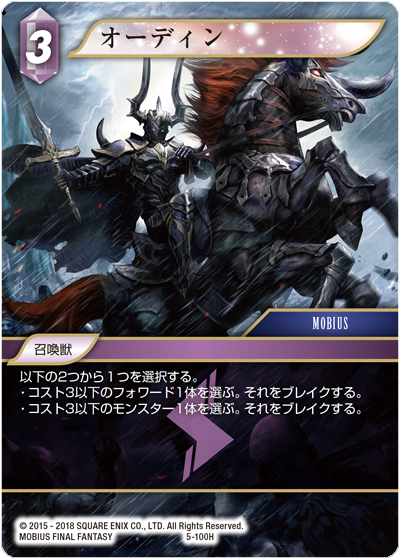 3
オーディン
MOBIUS
召喚獣
以下の2つから1つを選択する。
・コスト3以下のフォワード1体を選ぶ。それをブレイクする。
・コスト3以下のモンスター1体を選ぶ。それをブレイクする。
© 2015 - 2018 SQUARE ENIX CO., LTD. All Rights Reserved.
MOBIUS FINAL FANTASY 5-100H